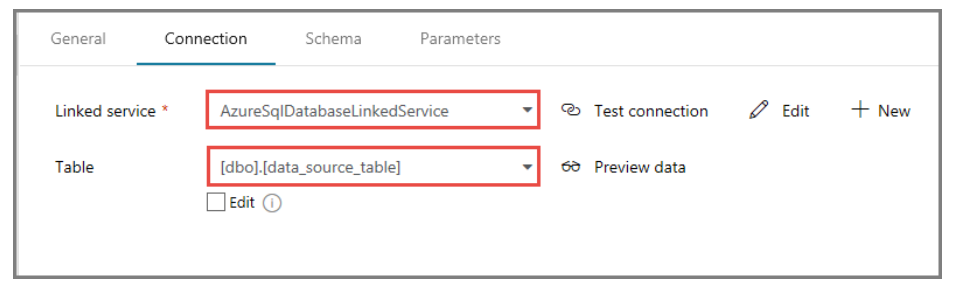 General Connection Schema Parameters
Linked service * AzureSqlDatabaseLinkedService Test connection Edit + New
Table [dbo].[data_source_table] Preview data
Edit